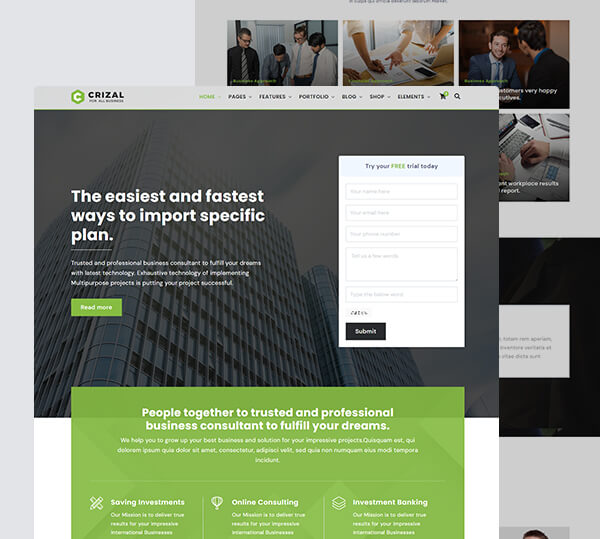 CRIZAL
FOR ALL BUSINESS
HOME PAGES FEATURES PORTFOLIO BLOG SHOP ELEMENTS
The easiest and fastest
ways to import specific
plan.
Trusted and professional business consultant to fulfill your dreams
with latest technology. Exhaustive technology of implementing
Multipurpose projects is putting your project successful.
Read more
Try your FREE trial today
Your name here
Your email here
Your phone number
Tell us a few words
Type the below word
Submit
People together to trusted and professional
business consultant to fulfill your dreams.
We help you to grow up your best business and solution for your impressive projects.Quisquam est, qui
dolorem ipsum quia dolor sit amet, consectetur, adipisci velit, sed quia non numquam eius modi tempora
incidunt.
Saving Investments
Our Mission is to deliver true
results for your impressive
international Businesses
Online Consulting
Our Mission is to deliver true
results for your impressive
international Businesses
Investment Banking
Our Mission is to deliver true
results for your impressive
international Businesses
Business Approach
Business Approach
customers very happy
executives.
workplace results
report.
totam rem aperiam,
inventore veritatis et
vitae dicta sunt